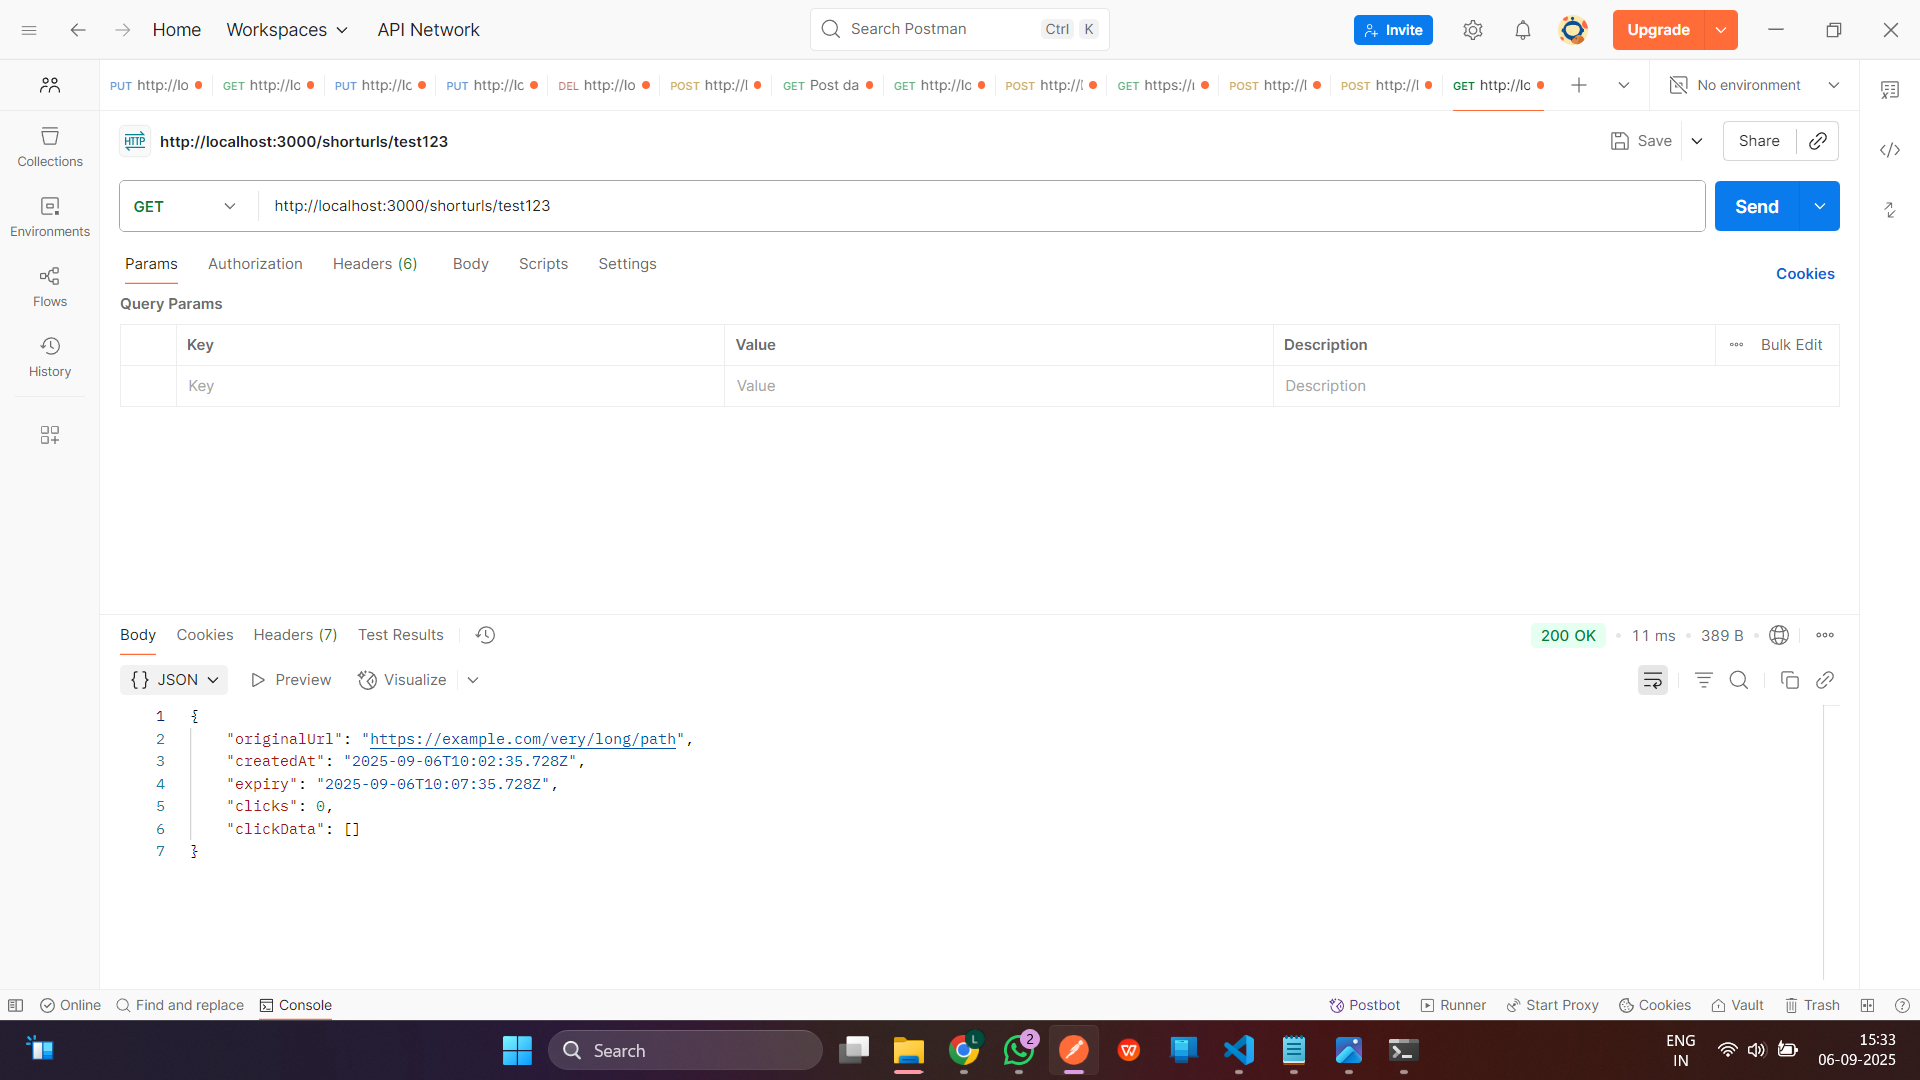 Home
Workspaces
API Network
Search Postman
Ctrl
K
Invite
Upgrade
PUT http://lo
GET http://lo
PUT http://lo
PUT http://lo
DEL http://lo
POST http://l
GET Post da
GET http://lo
POST http://l
GET https://
POST http://l
POST http://l
GET http://lo
No environment
Collections
Environments
Flows
History
HTTP
http://localhost:3000/shorturls/test123
Save
Share
GET
http://localhost:3000/shorturls/test123
Send
Params
Authorization
Headers (6)
Body
Scripts
Settings
Cookies
Query Params
Key
Value
Description
Bulk Edit
Key
Value
Description
Body
Cookies
Headers (7)
Test Results
200 OK
11 ms
389 B
{} JSON
Preview
Visualize
1 {
2 "originalUrl": "https://example.com/very/long/path",
3 "createdAt": "2025-09-06T10:02:35.728Z",
4 "expiry": "2025-09-06T10:07:35.728Z",
5 "clicks": 0,
6 "clickData": []
7 }
Online
Find and replace
Console
Postbot
Runner
Start Proxy
Cookies
Vault
Trash
Search
L
2
ENG
IN
15:33
06-09-2025